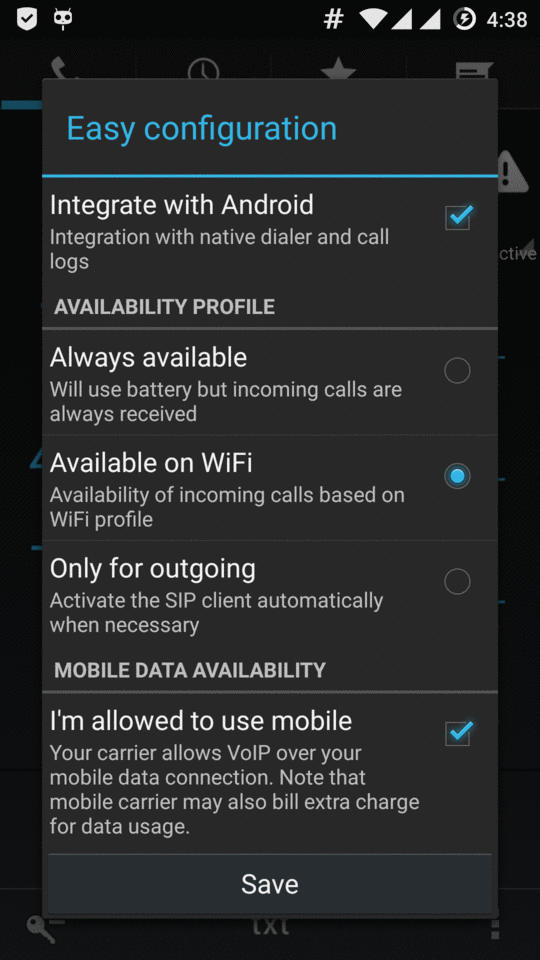 # 4:38
Easy configuration
Integrate with Android
Integration with native dialer and call
logs
AVAILABILITY PROFILE
Always available
Will use battery but incoming calls are
always received
Available on WiFi
Availability of incoming calls based on
WiFi profile
Only for outgoing
Activate the SIP client automatically
when necessary
MOBILE DATA AVAILABILITY
I'm allowed to use mobile
Your carrier allows VoIP over your
mobile data connection. Note that
mobile carrier may also bill extra charge
for data usage.
Save
txt